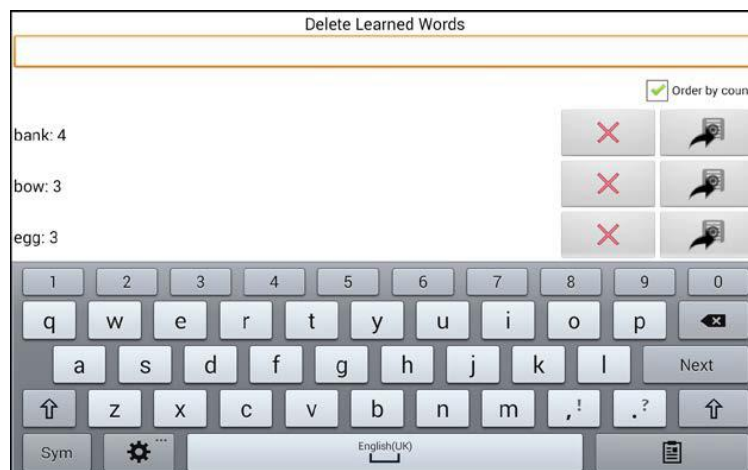 Delete Learned Words
Order by coun
bank: 4
bow: 3
egg: 3
1 2 3 4 5 6 7 8 9 0
q w e r t y u i o p
a s d f g h j k l Next
z x c v b n m ,! .?
Sym ... English(UK)